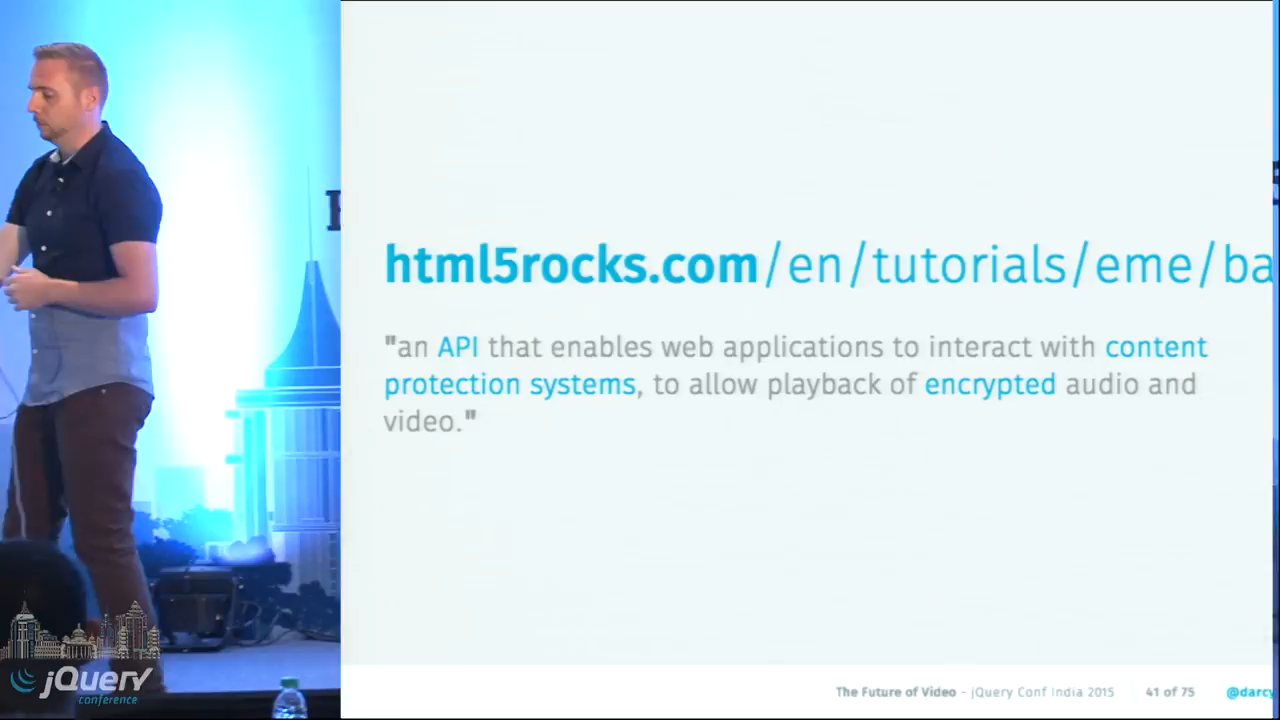 html5rocks.com/en/tutorials/eme/ba
"an API that enables web applications to interact with content
protection systems, to allow playback of encrypted audio and
video."
The Future of Video - jQuery Conf India 2015 41 of 75 @darcy
jQuery
conference